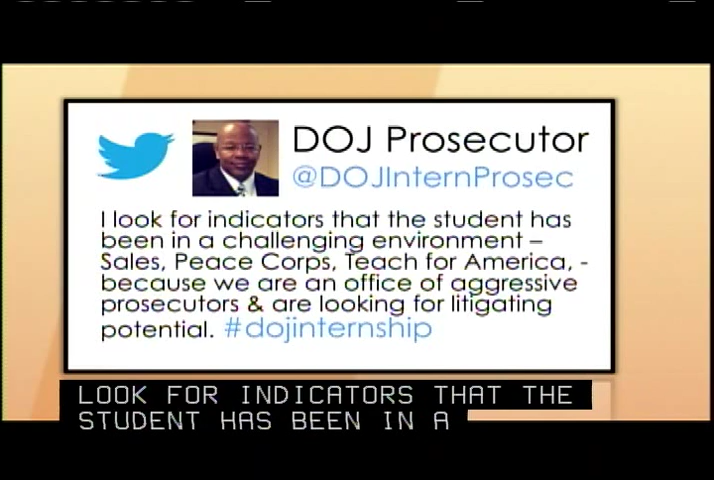 DOJ Prosecutor
@DOJInternProsec
I look for indicators that the student has
been in a challenging environment –
Sales, Peace Corps, Teach for America, -
because we are an office of aggressive
prosecutors & are looking for litigating
potential. #dojinternship
LOOK FOR INDICATORS THAT THE
STUDENT HAS BEEN IN A